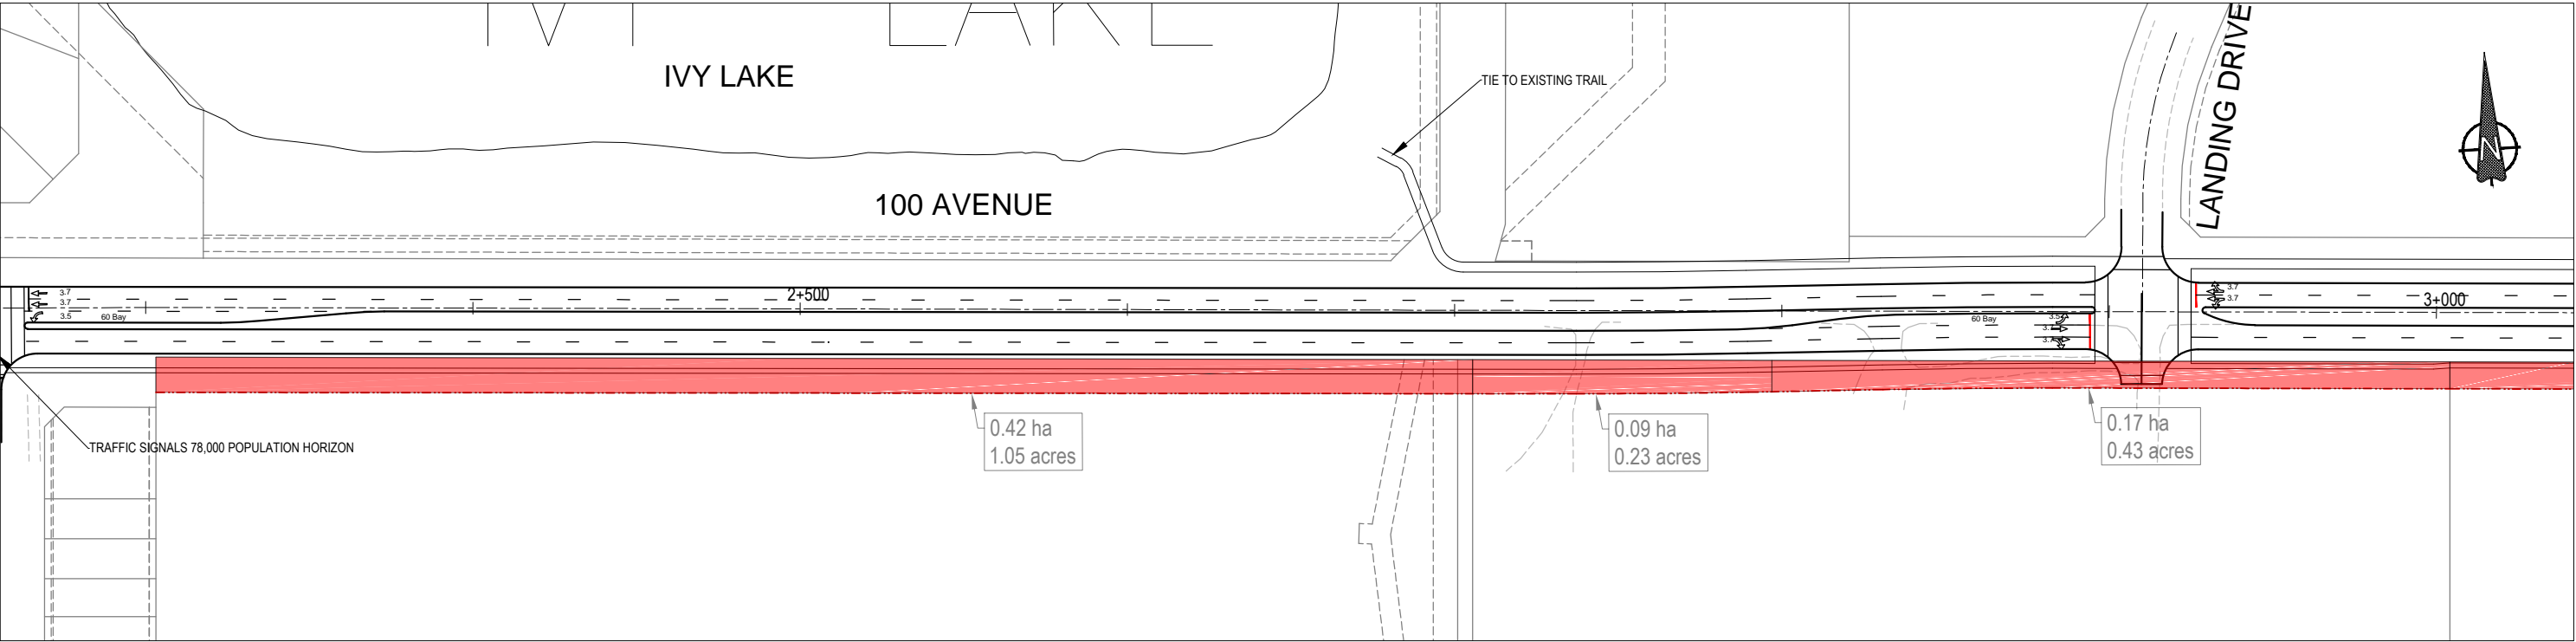 IVY LAKE
TIE TO EXISTING TRAIL
LANDING DRIVE
N
100 AVENUE
3.7
3.7
3.5
60 Bay
2+500
60 Bay
3.7
3.7
3+000
0.42 ha
1.05 acres
0.09 ha
0.23 acres
0.17 ha
0.43 acres
TRAFFIC SIGNALS 78,000 POPULATION HORIZON